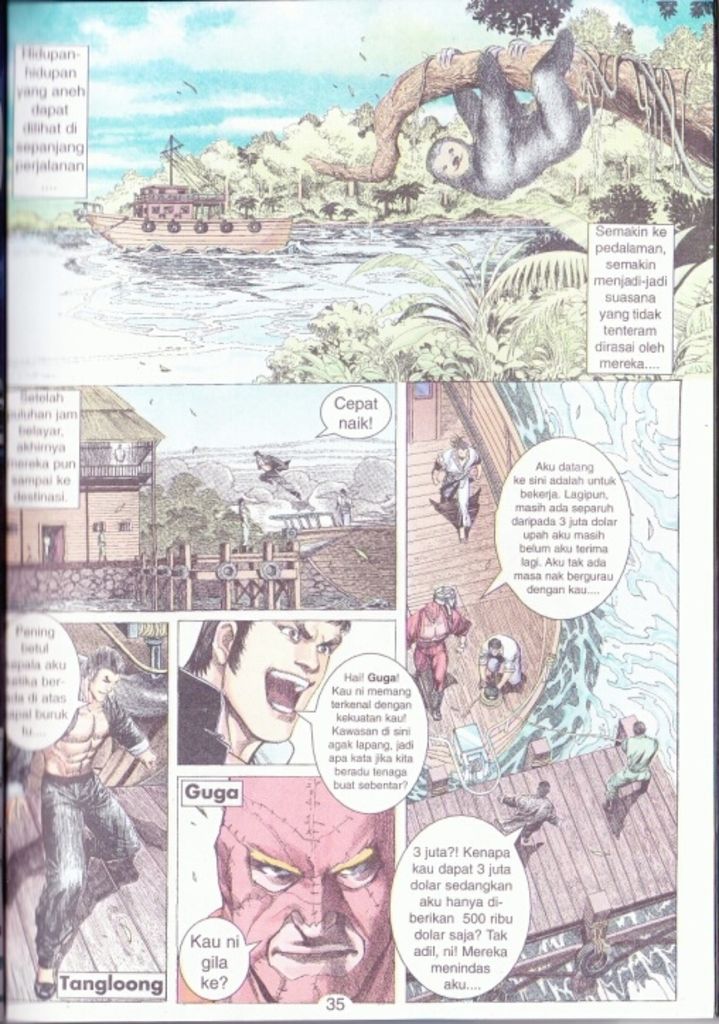 Hidupan-
hidupan
yang aneh
dapat
dilihat di
sepanjang
perjalanan
....
Semakin ke
pedalaman,
semakin
menjadi-jadi
suasana
yang tidak
tenteram
dirasai oleh
mereka....
Setelah
puluhan jam
belayar,
akhirnya
mereka pun
sampai ke
destinasi.
Cepat
naik!
Aku datang
ke sini adalah untuk
bekerja. Lagipun,
masih ada separuh
daripada 3 juta dolar
upah aku masih
belum aku terima
lagi. Aku tak ada
masa nak bergurau
dengan kau....
Pening
betul
kepala aku
ketika ber-
ada di atas
kapal buruk
tu....
Tangloong
Hai! Guga!
Kau ni memang
terkenal dengan
kekuatan kau!
Kawasan di sini
agak lapang, jadi
apa kata jika kita
beradu tenaga
buat sebentar?
Guga
Kau ni
gila
ke?
3 juta?! Kenapa
kau dapat 3 juta
dolar sedangkan
aku hanya di-
berikan 500 ribu
dolar saja? Tak
adil, ni! Mereka
menindas
aku....
35